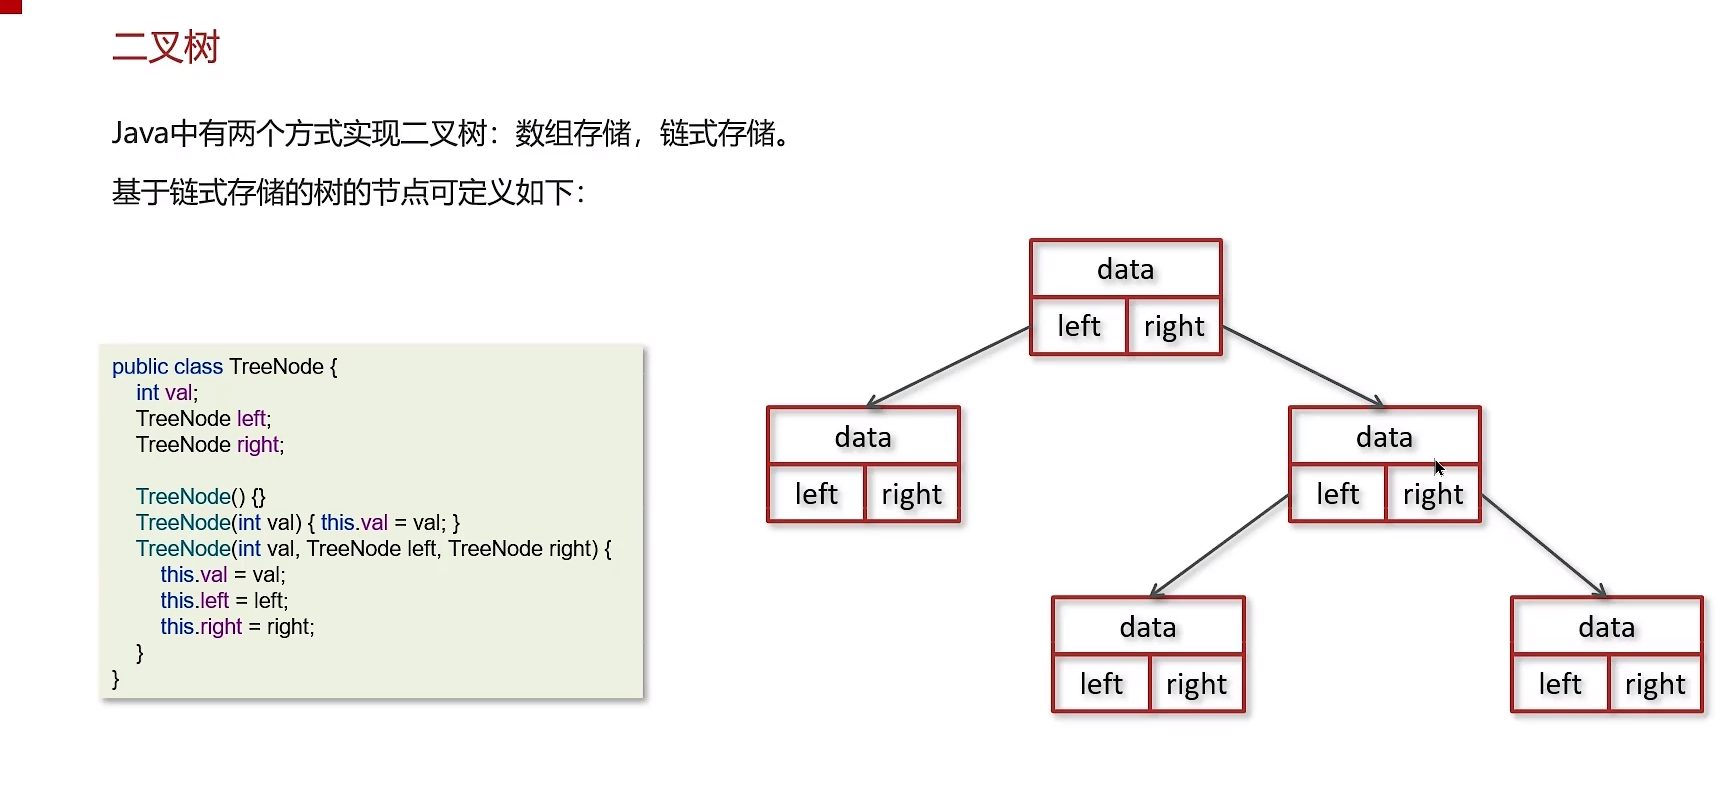 二叉树
Java中有两个方式实现二叉树：数组存储，链式存储。
基于链式存储的树的节点可定义如下：
public class TreeNode {
int val;
TreeNode left;
TreeNode right;
TreeNode() {}
TreeNode(int val) { this.val = val; }
TreeNode(int val, TreeNode left, TreeNode right) {
this.val = val;
this.left = left;
this.right = right;
}
}
data
left right
data
left right
data
left right
data
left right
data
left right